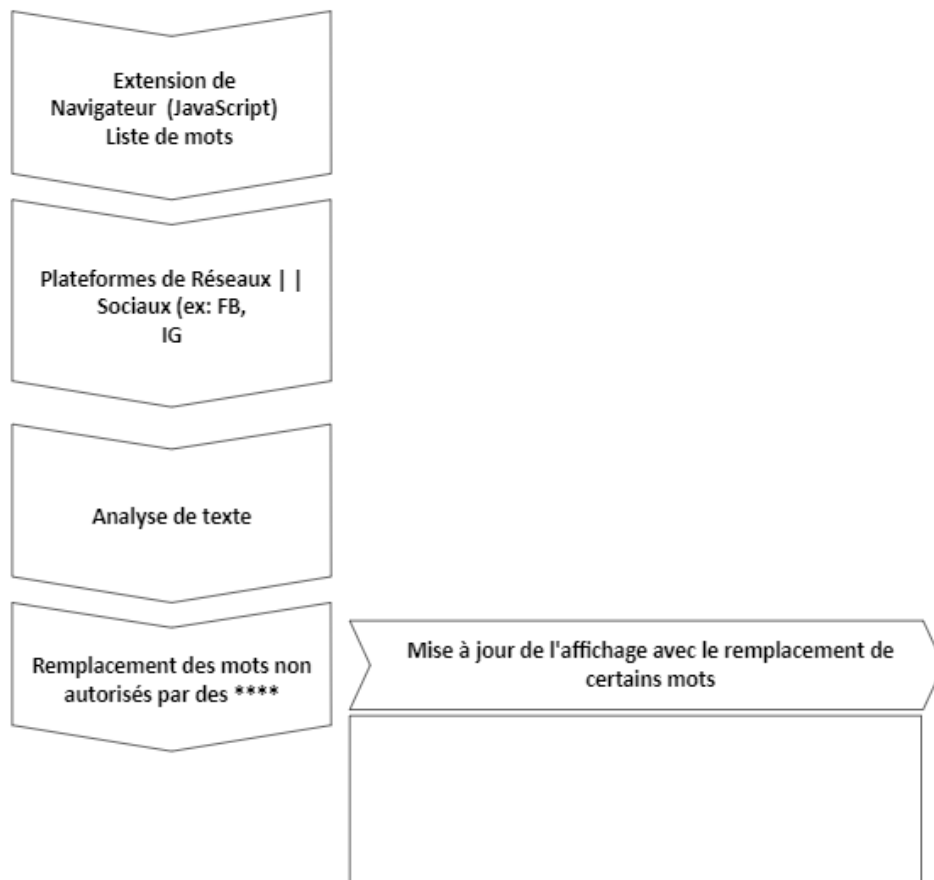 Extension de
Navigateur (JavaScript)
Liste de mots
Plateformes de Réseaux | |
Sociaux (ex: FB,
IG
Analyse de texte
Remplacement des mots non
autorisés par des ****
Mise à jour de l'affichage avec le remplacement de
certains mots